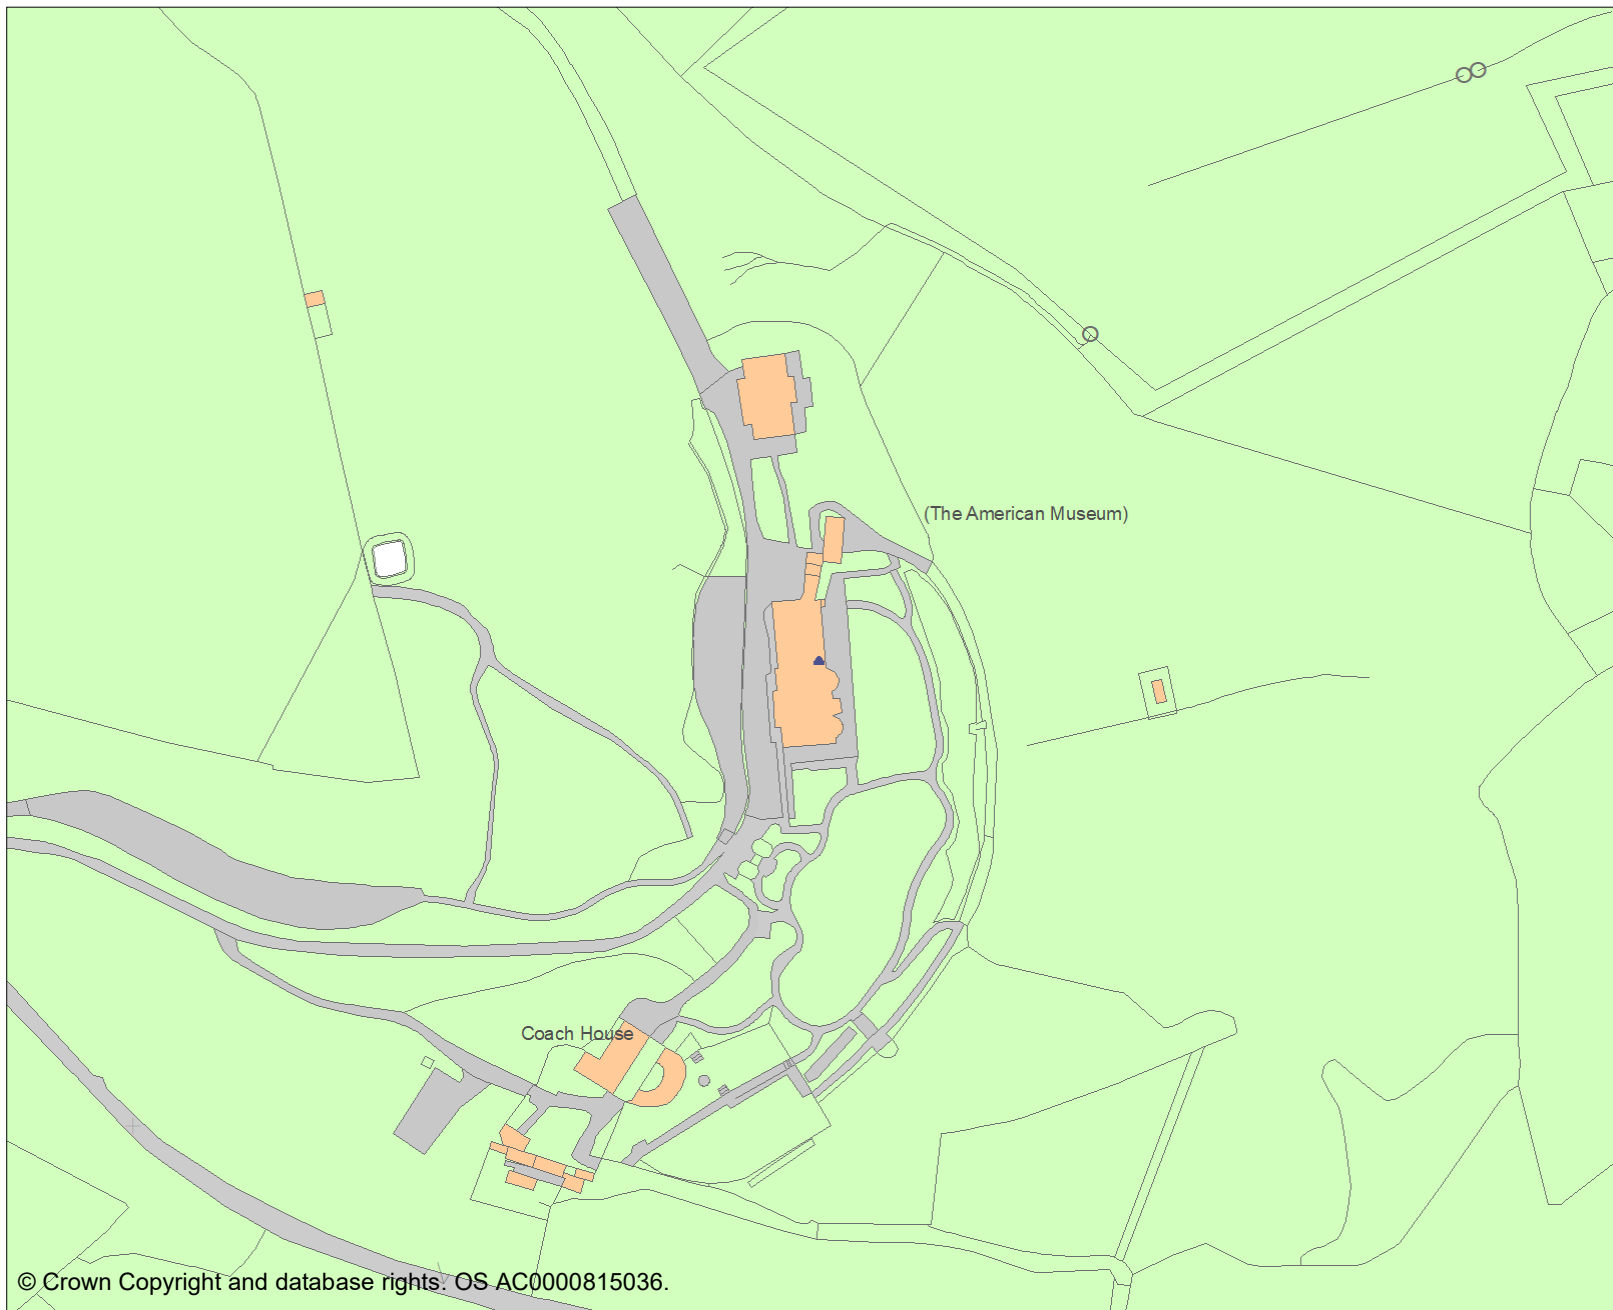 (The American Museum)
Coach House
© Crown Copyright and database rights. OS AC0000815036.